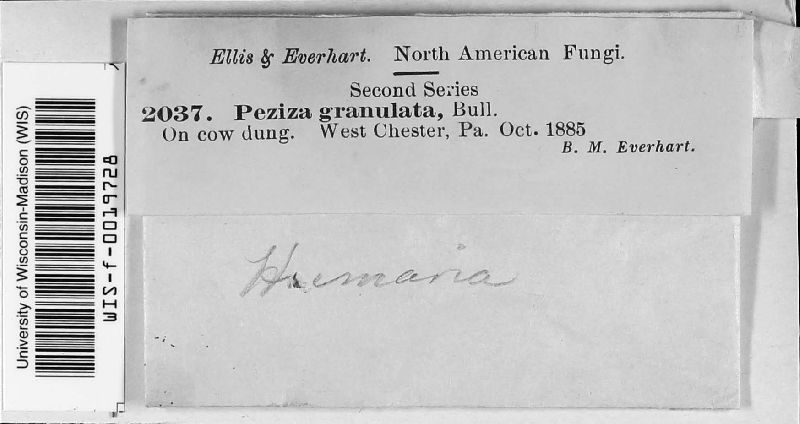 Ellis & Everhart. North American Fungi.
Second Series
2037. Peziza granulata, Bull.
On cow dung. West Chester, Pa. Oct. 1885
B. M. Everhart.
Humaria
University of Wisconsin-Madison (WIS)
WIS-f-0019728